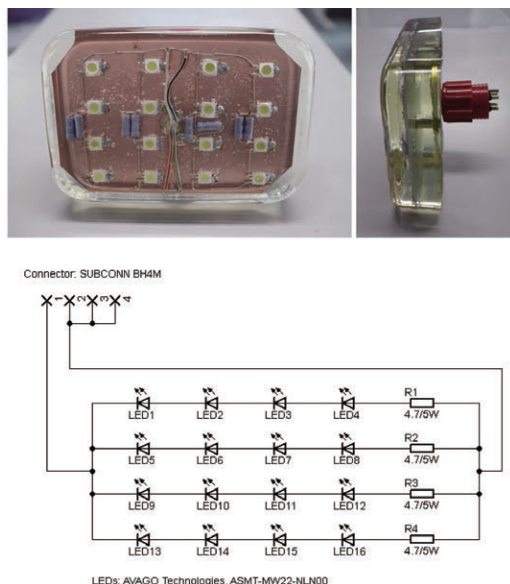 Connector: SUBCONN BH4M
1 2 3 4
R1
LED1 LED2 LED3 LED4 4.7/5W
R2
LED5 LED6 LED7 LED8 4.7/5W
R3
LED9 LED10 LED11 LED12 4.7/5W
R4
LED13 LED14 LED15 LED16 4.7/5W
LEDs: AVAGO Technologies, ASMT-MW22-NLN00